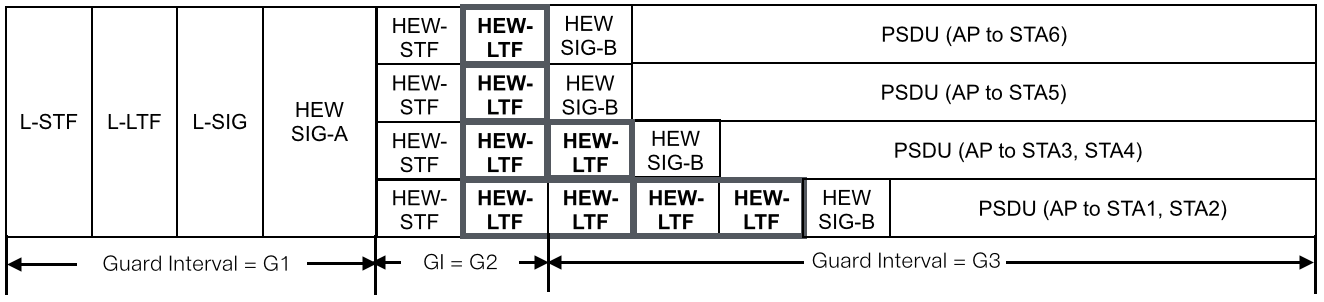 L-STF
L-LTF
L-SIG
HEW
SIG-A
HEW-
STF
HEW-
LTF
HEW
SIG-B
PSDU (AP to STA6)
HEW-
STF
HEW-
LTF
HEW
SIG-B
PSDU (AP to STA5)
HEW-
STF
HEW-
LTF
HEW-
LTF
HEW
SIG-B
PSDU (AP to STA3, STA4)
HEW-
STF
HEW-
LTF
HEW-
LTF
HEW-
LTF
HEW-
LTF
HEW
SIG-B
PSDU (AP to STA1, STA2)
Guard Interval = G1
GI = G2
Guard Interval = G3